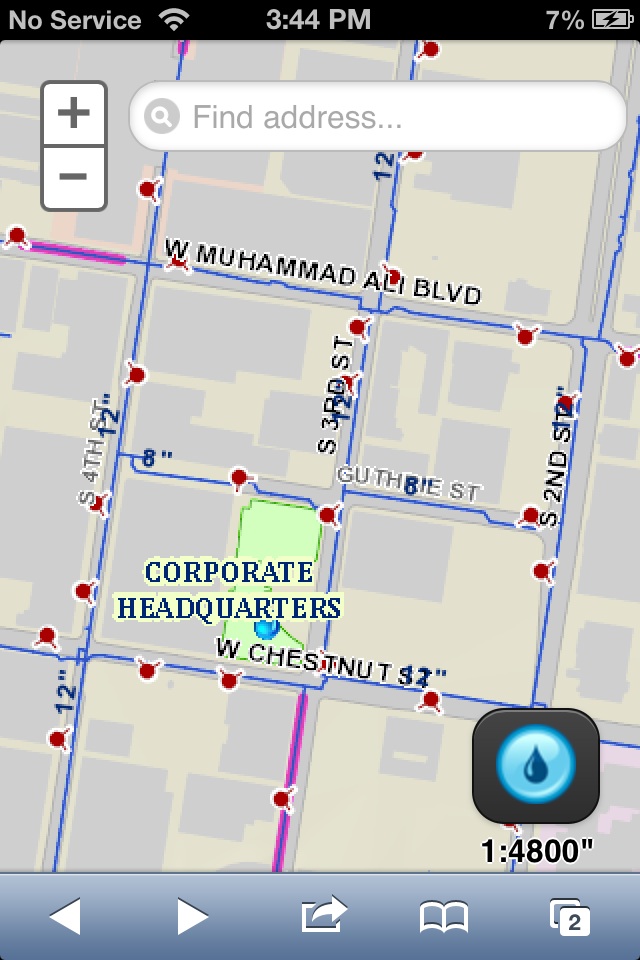 No Service 3:44 PM 7%
+
Find address...
−
12"
W MUHAMMAD ALI BLVD
S 3RD ST
12"
S 4TH ST
12"
S 2ND ST
12"
8"
GUTHRIE ST
8"
CORPORATE
HEADQUARTERS
W CHESTNUT ST
12"
12"
1:4800"
2